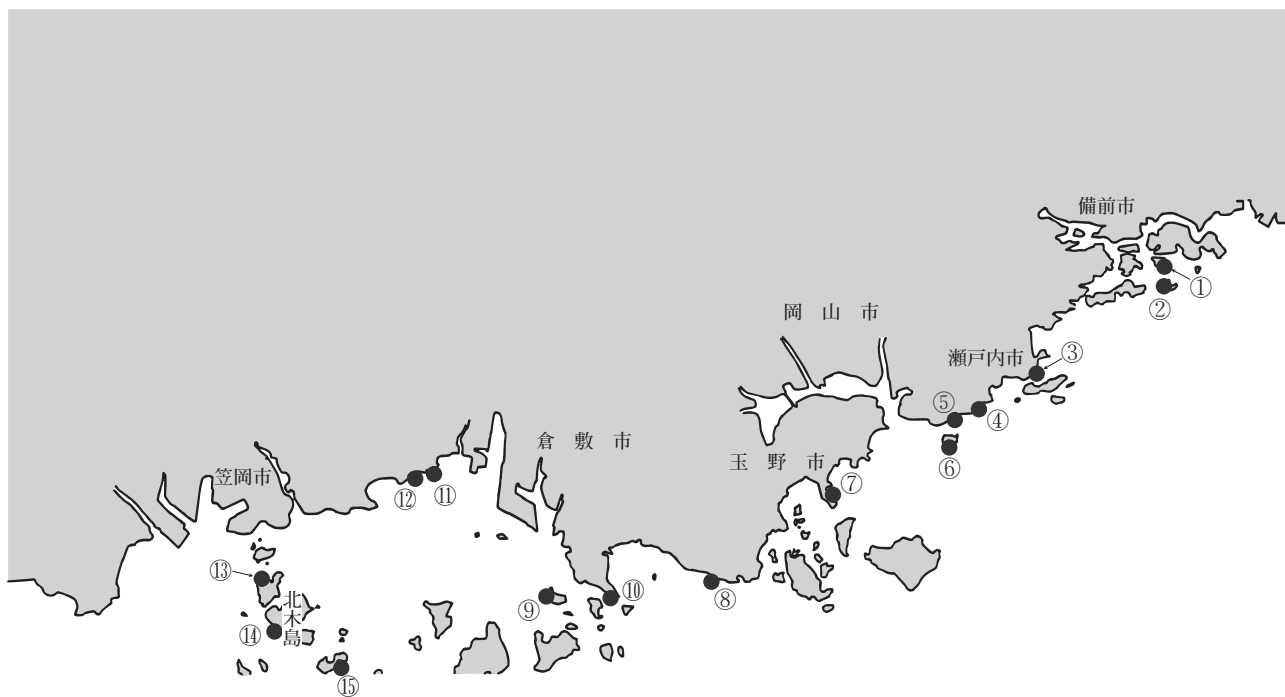 備前市
①
②
岡山市
瀬戸内市
③
④
⑤
⑥
倉敷市
玉野市
⑦
笠岡市
⑫
⑪
⑬
⑨
⑩
⑧
北木島
⑭
⑮